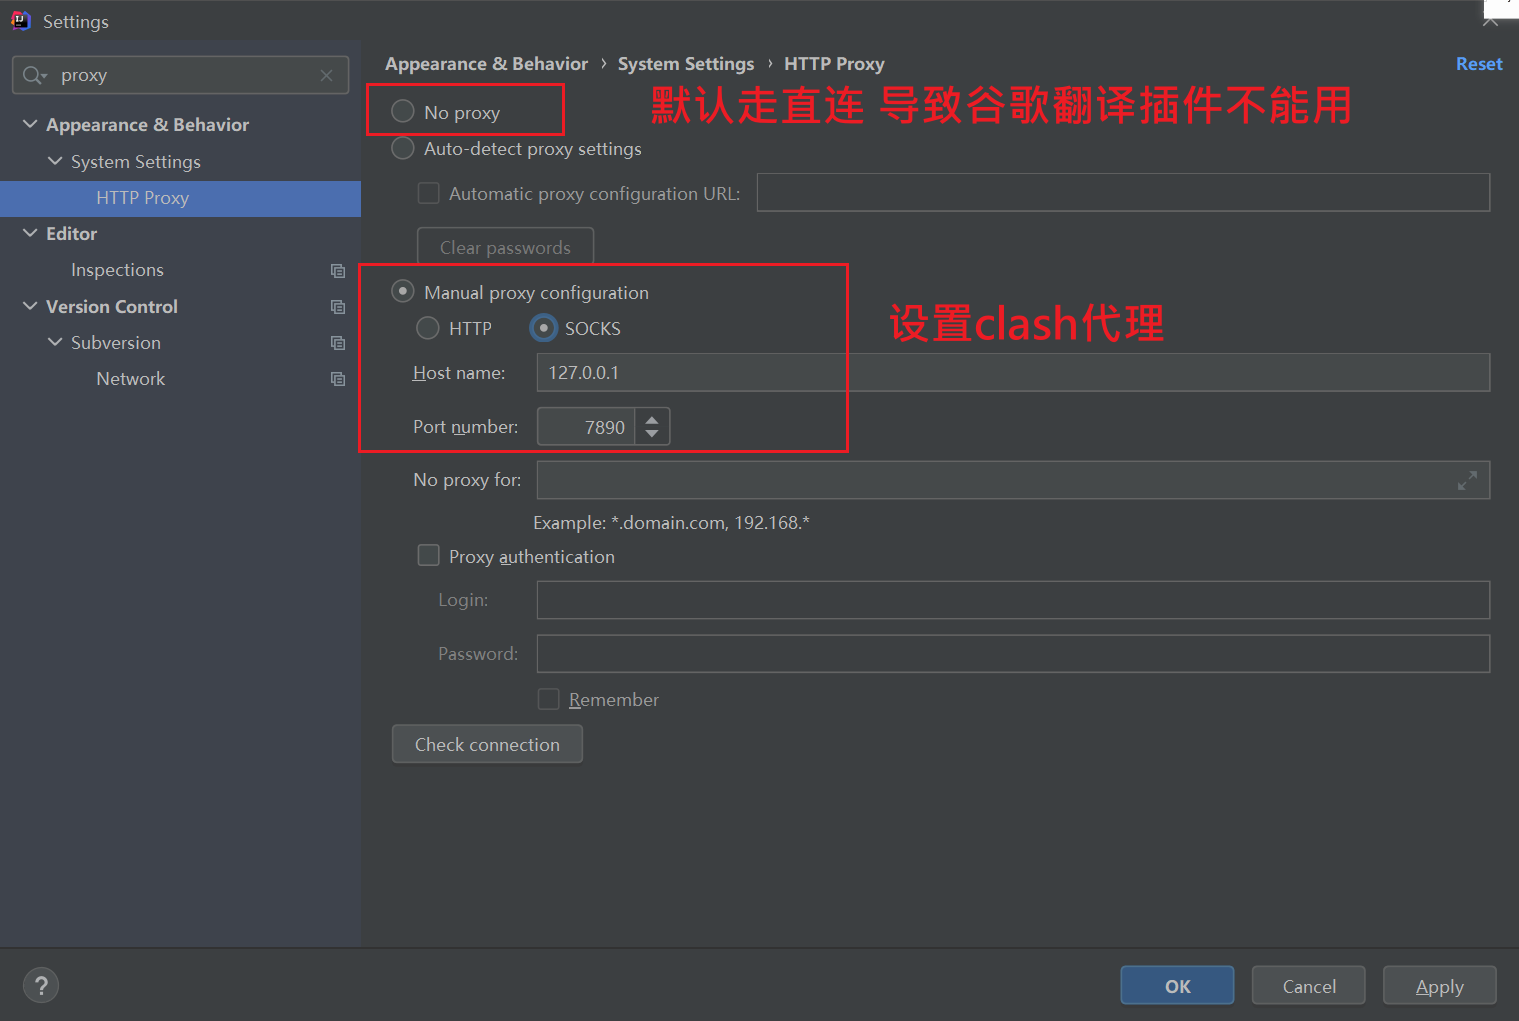 Settings
proxy
Appearance & Behavior
System Settings
HTTP Proxy
Editor
Inspections
Version Control
Subversion
Network
Appearance & Behavior › System Settings › HTTP Proxy
Reset
No proxy
默认走直连 导致谷歌翻译插件不能用
Auto-detect proxy settings
Automatic proxy configuration URL:
Clear passwords
Manual proxy configuration
设置clash代理
HTTP SOCKS
Host name: 127.0.0.1
Port number: 7890
No proxy for:
Example: *.domain.com, 192.168.*
Proxy authentication
Login:
Password:
Remember
Check connection
?
OK Cancel Apply